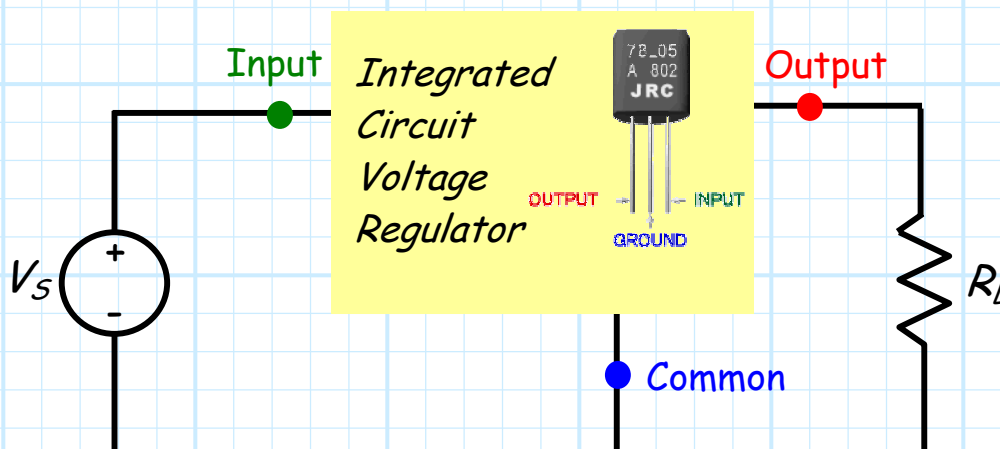 Input
Integrated
Circuit
Voltage
Regulator
78_05
A 802
JRC
OUTPUT
INPUT
GROUND
Output
+
-
VS
Common